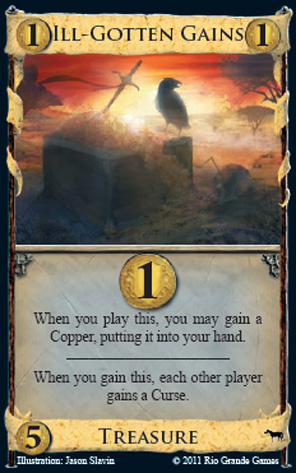 1 ILL-GOTTEN GAINS 1
1
When you play this, you may gain a
Copper, putting it into your hand.
When you gain this, each other player
gains a Curse.
5 TREASURE
Illustration: Jason Slavin © 2011 Rio Grande Games